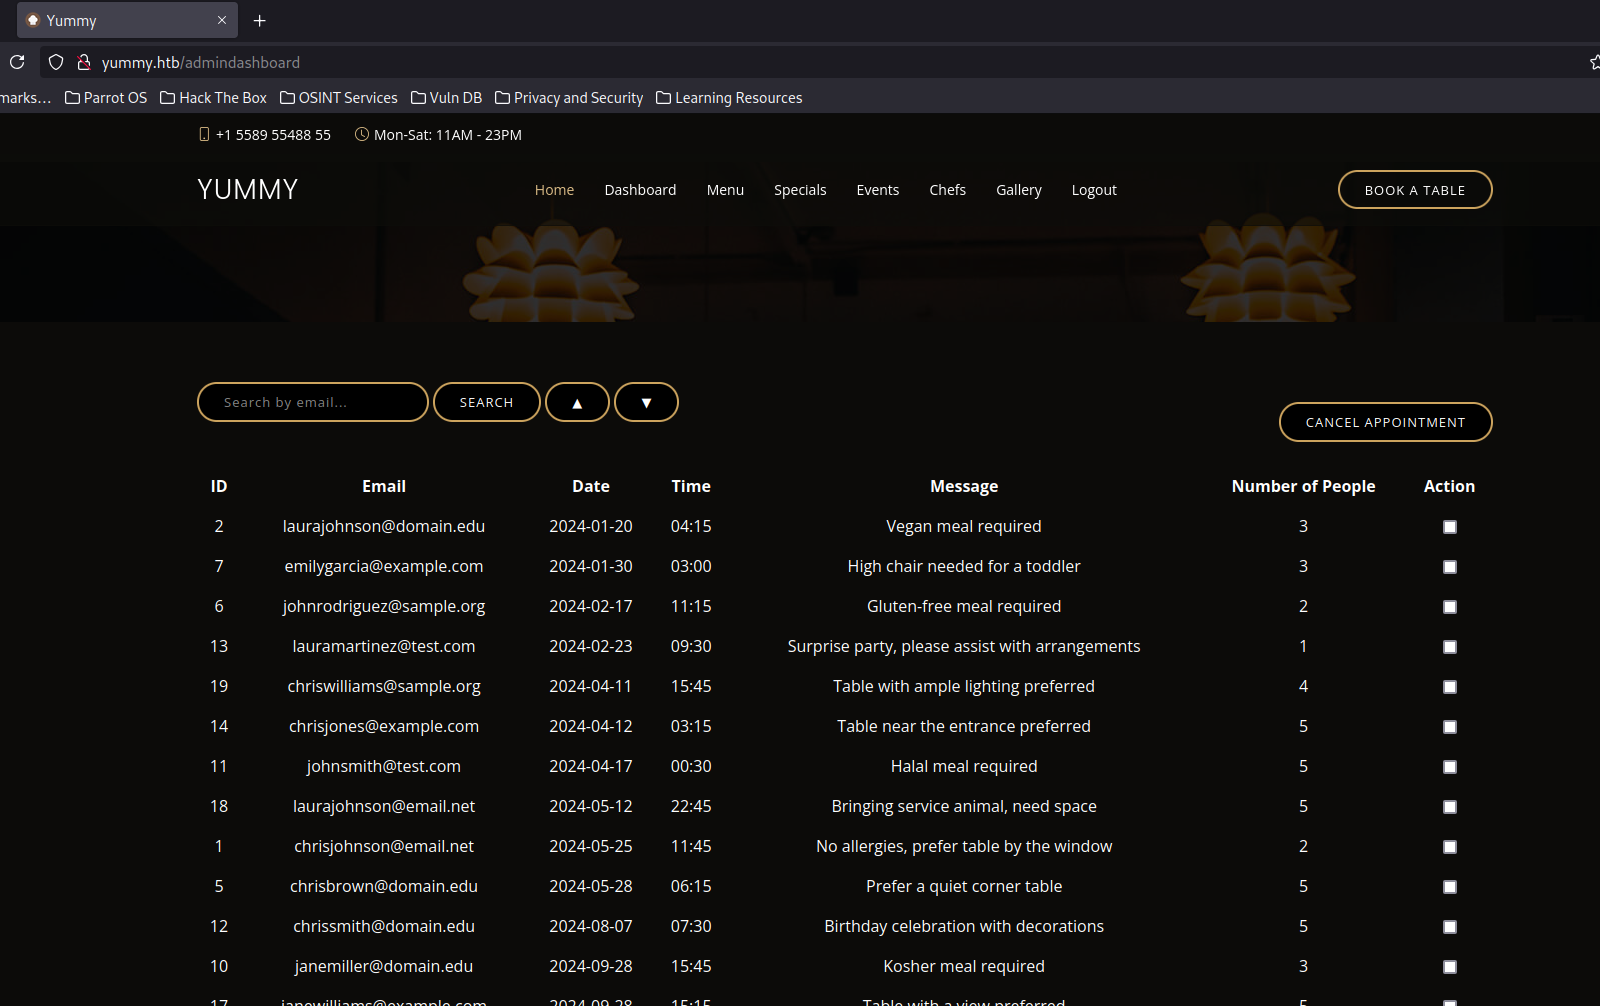 Yummy
yummy.htb/admindashboard
marks… Parrot OS Hack The Box OSINT Services Vuln DB Privacy and Security Learning Resources
+1 5589 55488 55 Mon-Sat: 11AM - 23PM
YUMMY Home Dashboard Menu Specials Events Chefs Gallery Logout BOOK A TABLE
Search by email... SEARCH ▲ ▼
CANCEL APPOINTMENT
ID Email Date Time Message Number of People Action
2 laurajohnson@domain.edu 2024-01-20 04:15 Vegan meal required 3
7 emilygarcia@example.com 2024-01-30 03:00 High chair needed for a toddler 3
6 johnrodriguez@sample.org 2024-02-17 11:15 Gluten-free meal required 2
13 lauramartinez@test.com 2024-02-23 09:30 Surprise party, please assist with arrangements 1
19 chriswilliams@sample.org 2024-04-11 15:45 Table with ample lighting preferred 4
14 chrisjones@example.com 2024-04-12 03:15 Table near the entrance preferred 5
11 johnsmith@test.com 2024-04-17 00:30 Halal meal required 5
18 laurajohnson@email.net 2024-05-12 22:45 Bringing service animal, need space 5
1 chrisjohnson@email.net 2024-05-25 11:45 No allergies, prefer table by the window 2
5 chrisbrown@domain.edu 2024-05-28 06:15 Prefer a quiet corner table 5
12 chrissmith@domain.edu 2024-08-07 07:30 Birthday celebration with decorations 5
10 janemiller@domain.edu 2024-09-28 15:45 Kosher meal required 3
17 janewilliams@example.com 2024-09-28 15:15 Table with a view preferred 5